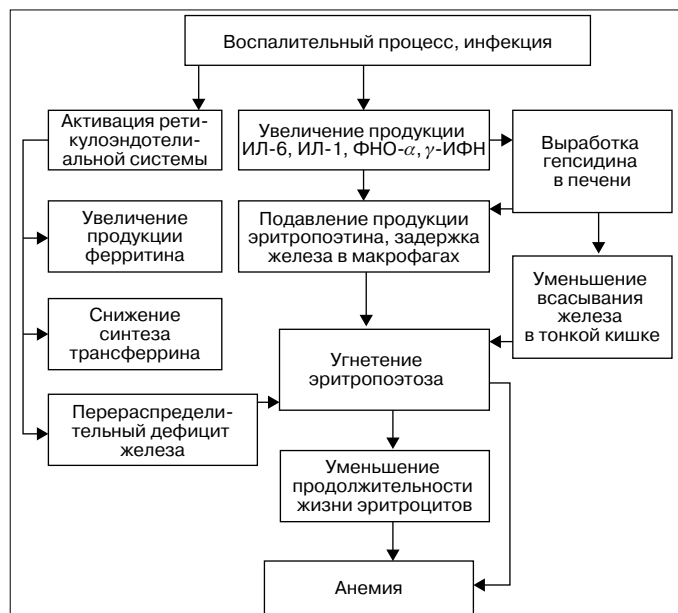 Воспалительный процесс, инфекция
Активация рети-
кулоэндотели-
альной системы
Увеличение продукции
ИЛ-6, ИЛ-1, ФНО-α, γ-ИФН
Выработка
гепсидина
в печени
Увеличение
продукции
ферритина
Подавление продукции
эритропоэтина, задержка
железа в макрофагах
Уменьшение
всасывания
железа
в тонкой кишке
Снижение
синтеза
трансферрина
Угнетение
эритропоэтоза
Перераспредели-
тельный дефицит
железа
Уменьшение
продолжительности
жизни эритроцитов
Анемия